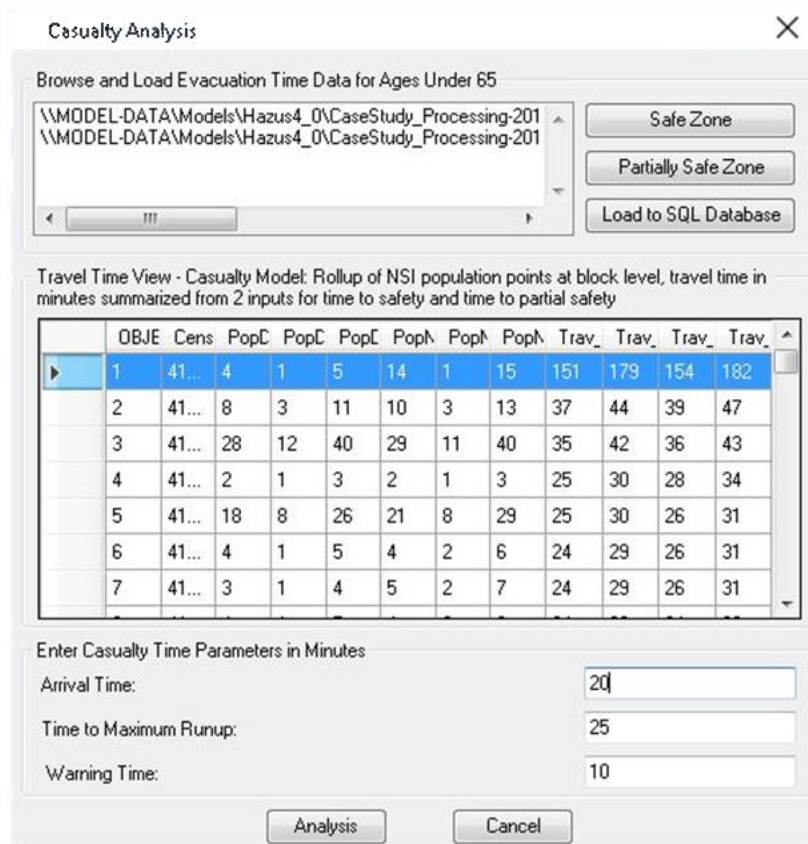 Casualty Analysis
Browse and Load Evacuation Time Data for Ages Under 65
\\MODEL-DATA\Models\Hazus4_0\CaseStudy_Processing-201
\\MODEL-DATA\Models\Hazus4_0\CaseStudy_Processing-201
Safe Zone
Partially Safe Zone
Load to SQL Database
Travel Time View - Casualty Model: Rollup of NSI population points at block level, travel time in
minutes summarized from 2 inputs for time to safety and time to partial safety
OBJE Cens PopD PopD PopD PopN PopN PopN Trav_ Trav_ Trav_ Trav_
1 41... 4 1 5 14 1 15 151 179 154 182
2 41... 8 3 11 10 3 13 37 44 39 47
3 41... 28 12 40 29 11 40 35 42 36 43
4 41... 2 1 3 2 1 3 25 30 28 34
5 41... 18 8 26 21 8 29 25 30 26 31
6 41... 4 1 5 4 2 6 24 29 26 31
7 41... 3 1 4 5 2 7 24 29 26 31
Enter Casualty Time Parameters in Minutes
Arrival Time: 20
Time to Maximum Runup: 25
Warning Time: 10
Analysis Cancel